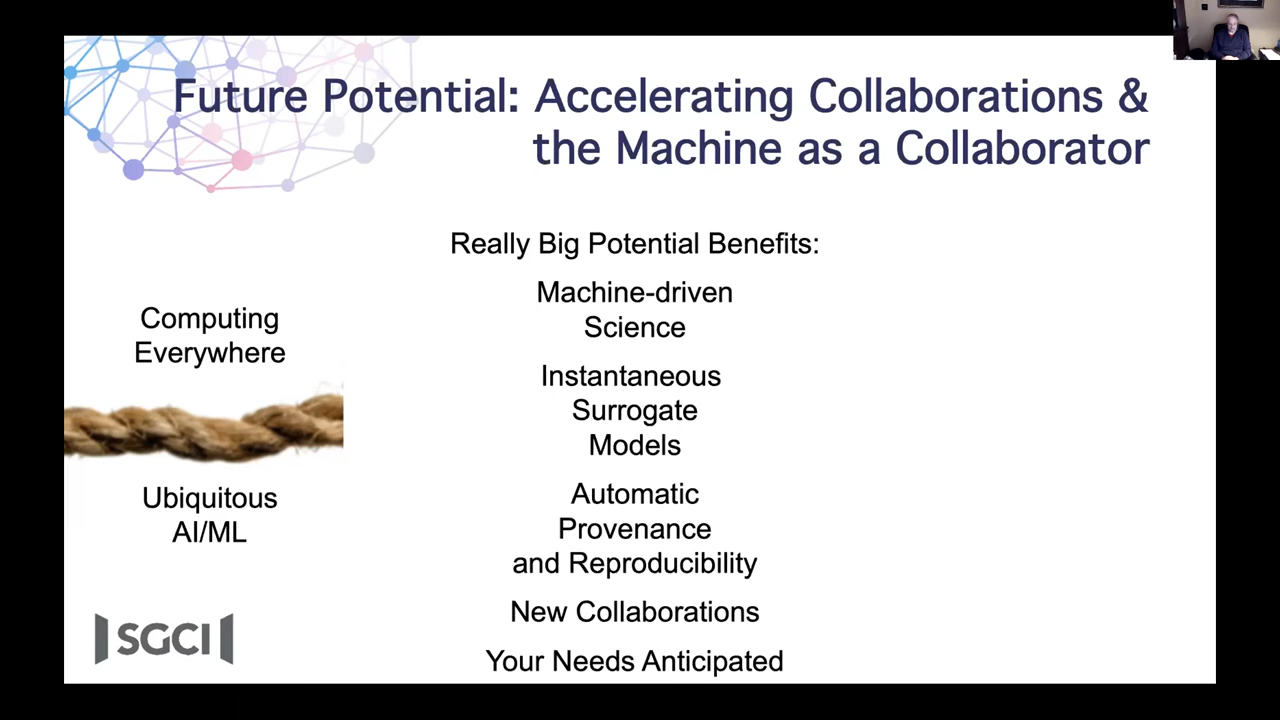 Future Potential: Accelerating Collaborations &
the Machine as a Collaborator
Really Big Potential Benefits:
Machine-driven
Science
Instantaneous
Surrogate
Models
Automatic
Provenance
and Reproducibility
New Collaborations
Your Needs Anticipated
Computing
Everywhere
Ubiquitous
AI/ML
SGCI